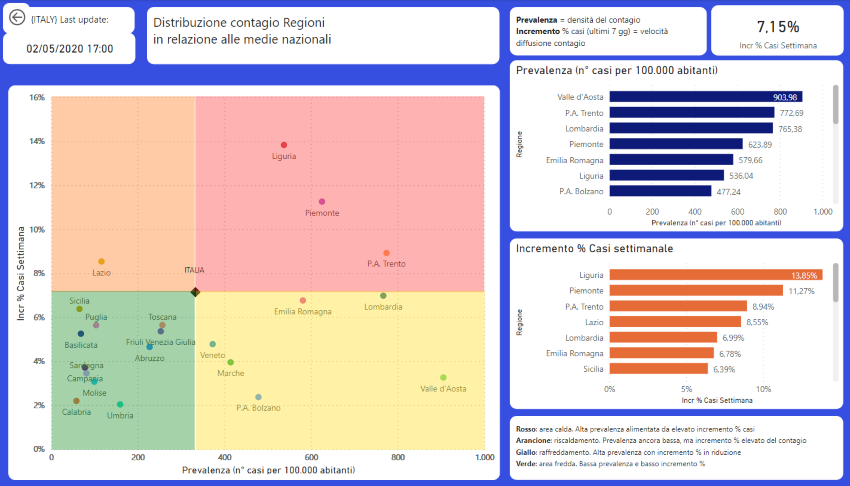 (ITALY) Last update:
02/05/2020 17:00
Distribuzione contagio Regioni
in relazione alle medie nazionali
Prevalenza = densità del contagio
Incremento % casi (ultimi 7 gg) = velocità
diffusione contagio
7,15%
Incr % Casi Settimana
Incr % Casi Settimana
16%
14%
12%
10%
8%
6%
4%
2%
0%
Liguria
Piemonte
P.A. Trento
Lazio
ITALIA
Sicilia
Puglia
Toscana
Emilia Romagna
Lombardia
Basilicata
Friuli Venezia Giulia
Abruzzo
Veneto
Sardegna
Campania
Marche
Molise
Valle d'Aosta
Calabria
Umbria
P.A. Bolzano
0
200
400
600
800
1.000
Prevalenza (n° casi per 100.000 abitanti)
Prevalenza (n° casi per 100.000 abitanti)
Regione
Valle d'Aosta 903,98
P.A. Trento 772,69
Lombardia 765,38
Piemonte 623,89
Emilia Romagna 579,66
Liguria 536,04
P.A. Bolzano 477,24
0 200 400 600 800 1.000
Prevalenza (n° casi per 100.000 abitanti)
Incremento % Casi settimanale
Regione
Liguria 13,85%
Piemonte 11,27%
P.A. Trento 8,94%
Lazio 8,55%
Lombardia 6,99%
Emilia Romagna 6,78%
Sicilia 6,39%
0% 5% 10%
Incr % Casi Settimana
Rosso: area calda. Alta prevalenza alimentata da elevato incremento % casi
Arancione: riscaldamento. Prevalenza ancora bassa, ma incremento % elevato del contagio
Giallo: raffreddamento. Alta prevalenza con incremento % in riduzione
Verde: area fredda. Bassa prevalenza e basso incremento %